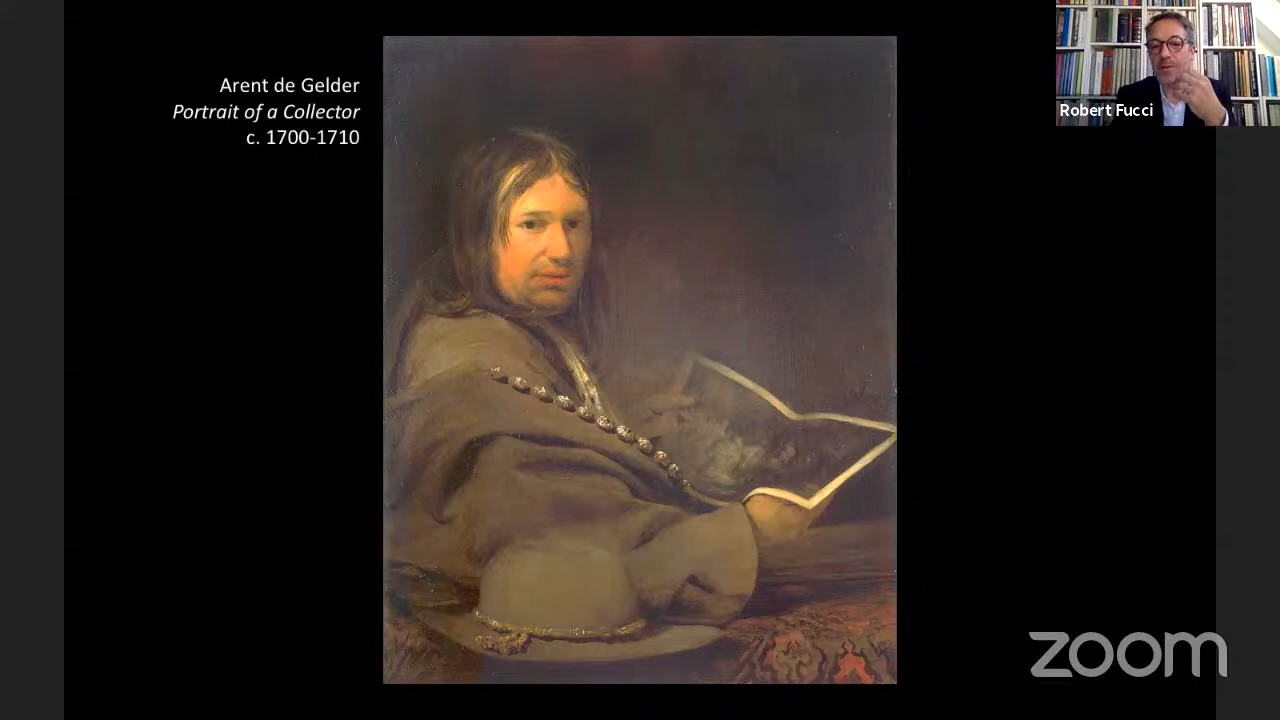 Arent de Gelder
Portrait of a Collector
c. 1700-1710
Robert Fucci
zoom